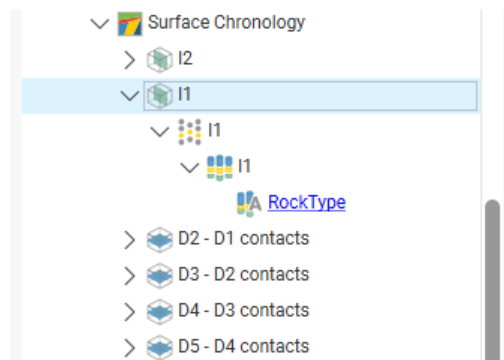 Surface Chronology
I2
I1
I1
I1
A RockType
D2 - D1 contacts
D3 - D2 contacts
D4 - D3 contacts
D5 - D4 contacts